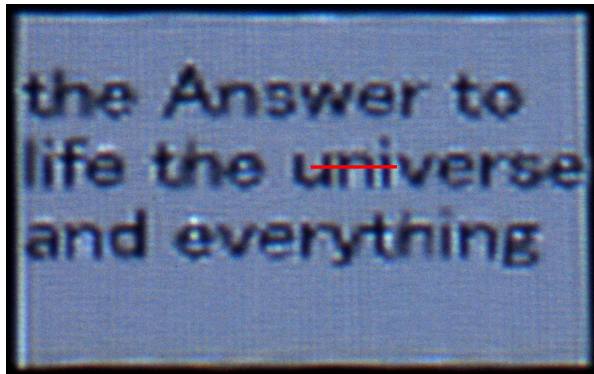 the Answer to
life the universe
and everything